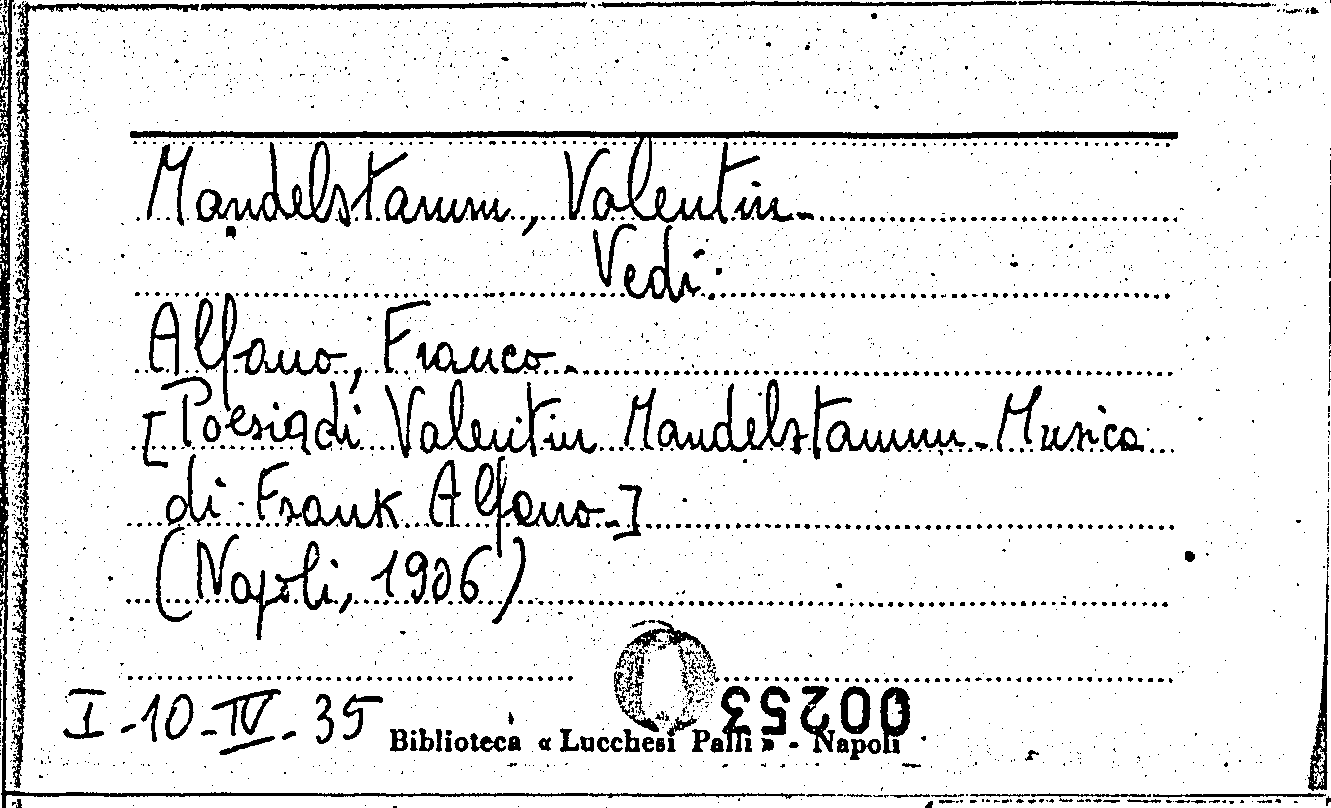 Mandelstamm, Valentin.
Vedi:
Alfano, Franco.
[Poesia di Valentin Mandelstamm. Musica
di Frank Alfano.]
(Napoli, 1906)
00253
I-10-IV-35
Biblioteca « Lucchesi Palli » - Napoli